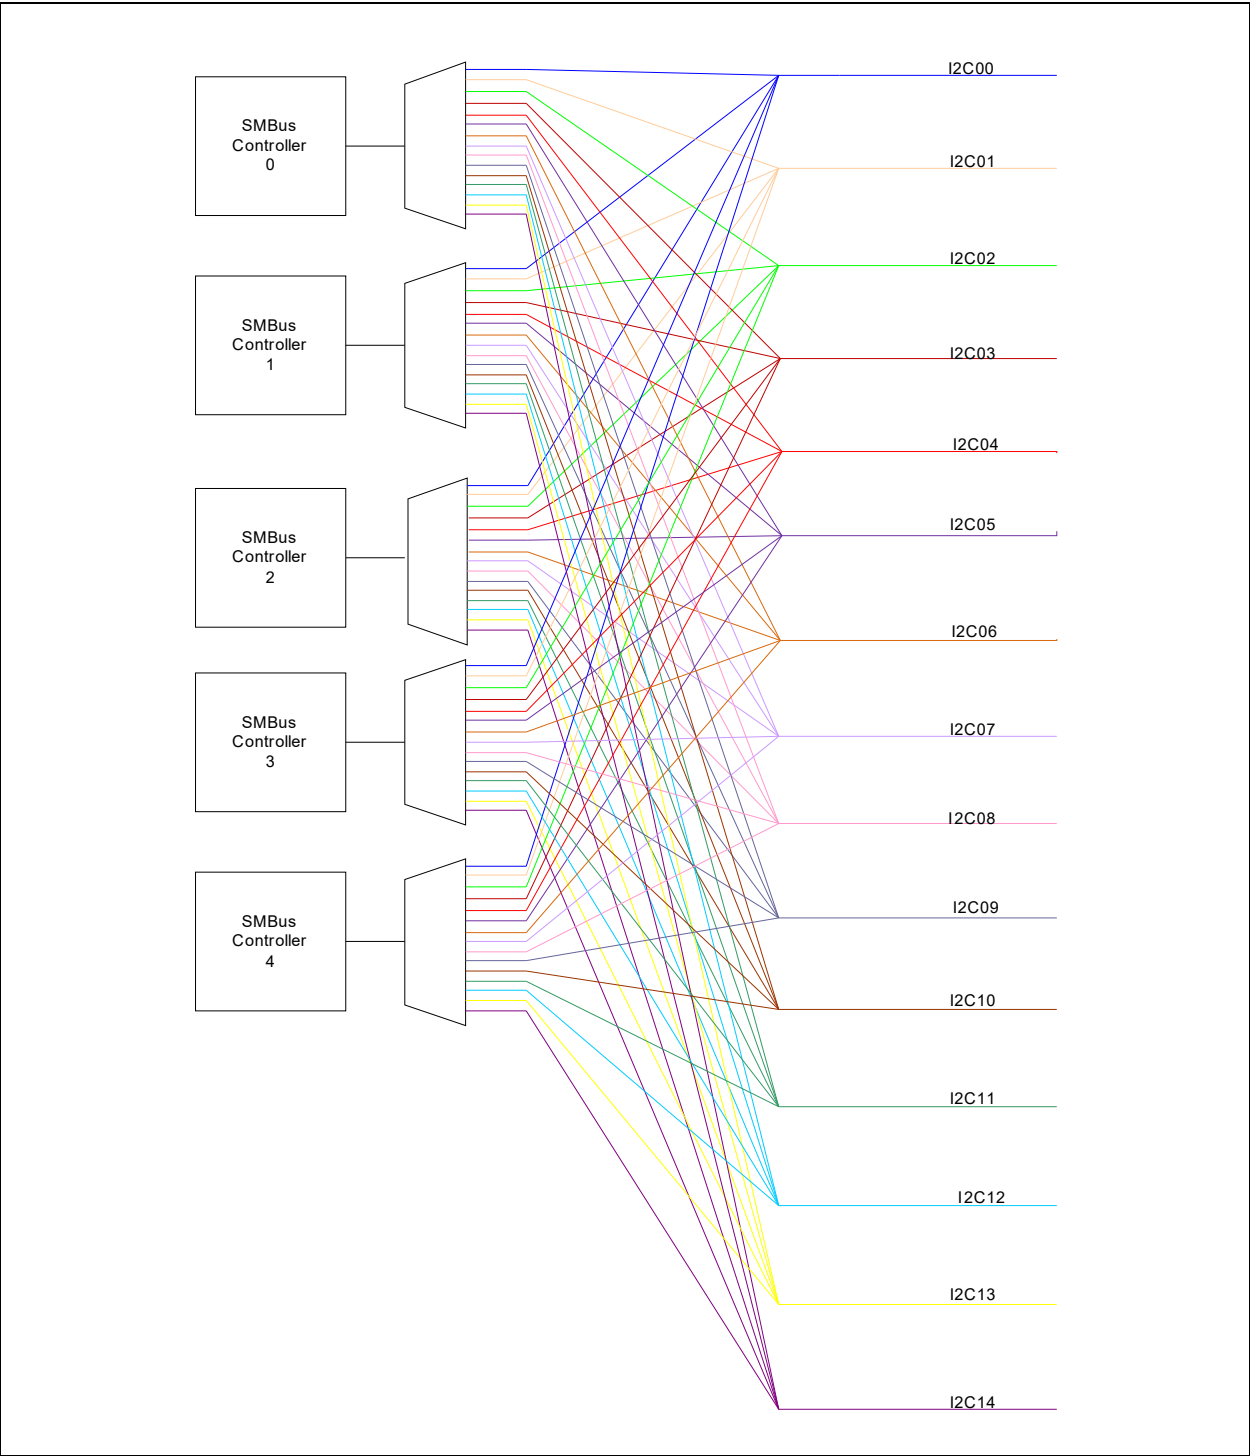 SMBus
Controller
0
SMBus
Controller
1
SMBus
Controller
2
SMBus
Controller
3
SMBus
Controller
4
I2C00
I2C01
I2C02
I2C03
I2C04
I2C05
I2C06
I2C07
I2C08
I2C09
I2C10
I2C11
I2C12
I2C13
I2C14